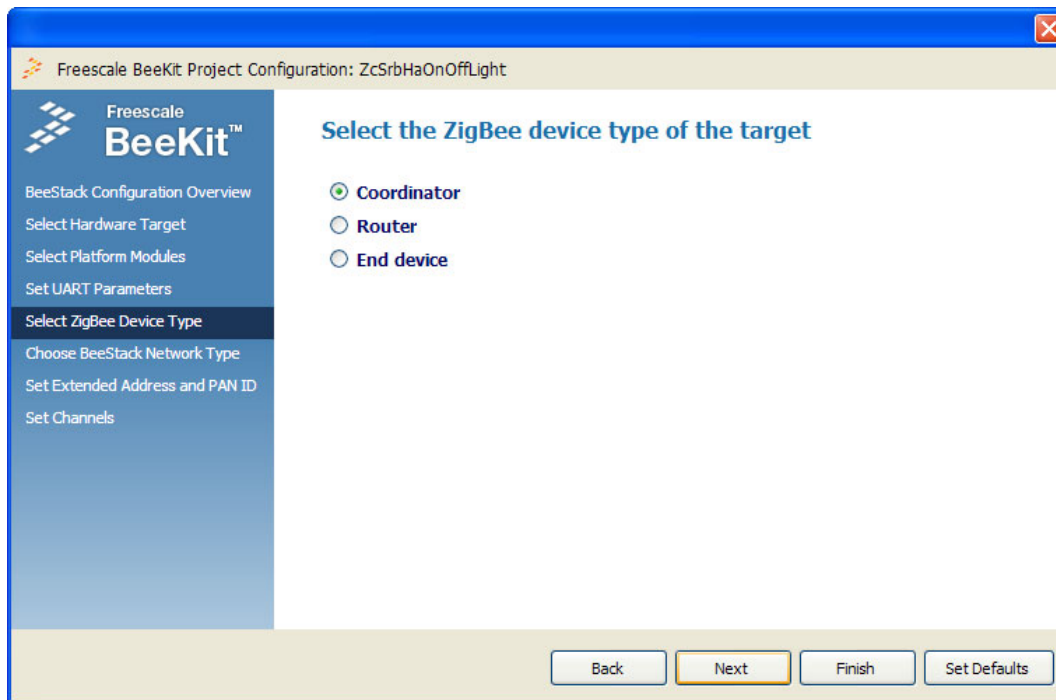 Freescale BeeKit Project Configuration: ZcSrbHaOnOffLight
Freescale
BeeKit™
BeeStack Configuration Overview
Select Hardware Target
Select Platform Modules
Set UART Parameters
Select ZigBee Device Type
Choose BeeStack Network Type
Set Extended Address and PAN ID
Set Channels
Select the ZigBee device type of the target
Coordinator
Router
End device
Back
Next
Finish
Set Defaults